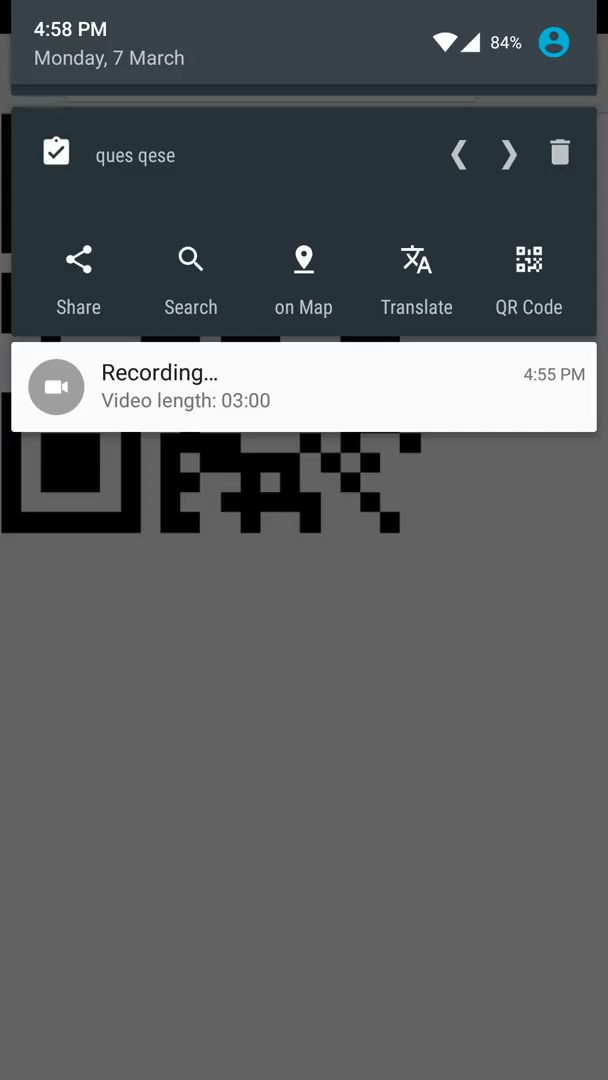 4:58 PM
Monday, 7 March
84%
ques qese
Share
Search
on Map
Translate
QR Code
Recording...
4:55 PM
Video length: 03:00